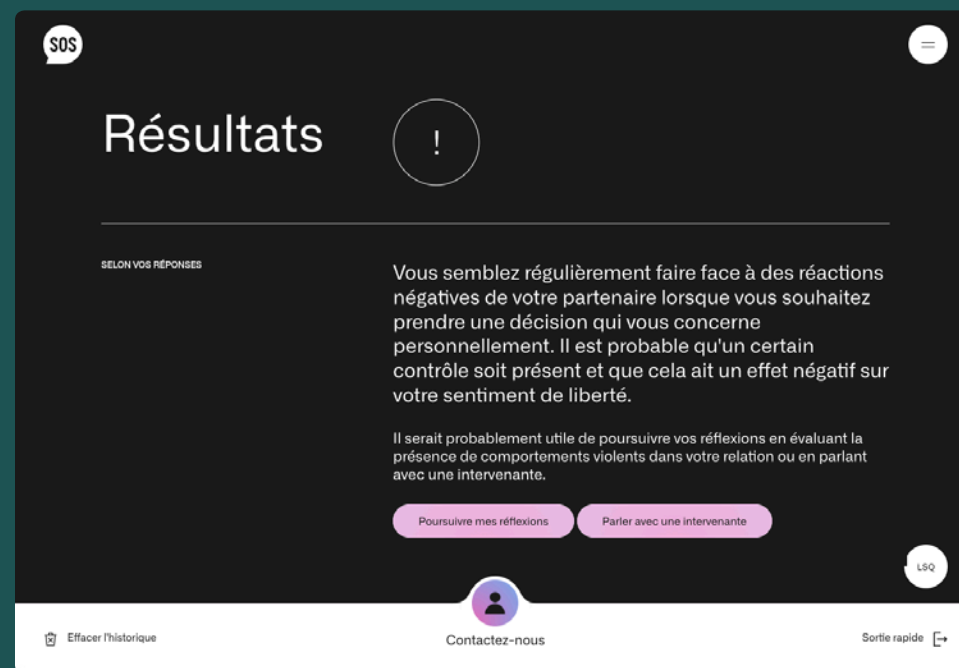 SOS
Résultats
!
SELON VOS RÉPONSES
Vous semblez régulièrement faire face à des réactions
négatives de votre partenaire lorsque vous souhaitez
prendre une décision qui vous concerne
personnellement. Il est probable qu'un certain
contrôle soit présent et que cela ait un effet négatif sur
votre sentiment de liberté.
Il serait probablement utile de poursuivre vos réflexions en évaluant la
présence de comportements violents dans votre relation ou en parlant
avec une intervenante.
Poursuivre mes réflexions
Parler avec une intervenante
LSQ
Effacer l'historique
Contactez-nous
Sortie rapide